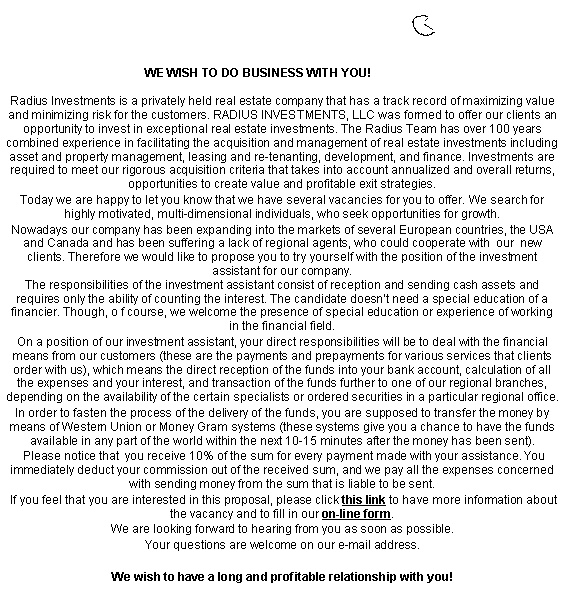 WE WISH TO DO BUSINESS WITH YOU!
Radius Investments is a privately held real estate company that has a track record of maximizing value
and minimizing risk for the customers. RADIUS INVESTMENTS, LLC was formed to offer our clients an
opportunity to invest in exceptional real estate investments. The Radius Team has over 100 years
combined experience in facilitating the acquisition and management of real estate investments including
asset and property management, leasing and re-tenanting, development, and finance. Investments are
required to meet our rigorous acquisition criteria that takes into account annualized and overall returns,
opportunities to create value and profitable exit strategies.
Today we are happy to let you know that we have several vacancies for you to offer. We search for
highly motivated, multi-dimensional individuals, who seek opportunities for growth.
Nowadays our company has been expanding into the markets of several European countries, the USA
and Canada and has been suffering a lack of regional agents, who could cooperate with our new
clients. Therefore we would like to propose you to try yourself with the position of the investment
assistant for our company.
The responsibilities of the investment assistant consist of reception and sending cash assets and
requires only the ability of counting the interest. The candidate doesn't need a special education of a
financier. Though, o f course, we welcome the presence of special education or experience of working
in the financial field.
On a position of our investment assistant, your direct responsibilities will be to deal with the financial
means from our customers (these are the payments and prepayments for various services that clients
order with us), which means the direct reception of the funds into your bank account, calculation of all
the expenses and your interest, and transaction of the funds further to one of our regional branches,
depending on the availability of the certain specialists or ordered securities in a particular regional office.
In order to fasten the process of the delivery of the funds, you are supposed to transfer the money by
means of Western Union or Money Gram systems (these systems give you a chance to have the funds
available in any part of the world within the next 10-15 minutes after the money has been sent).
Please notice that you receive 10% of the sum for every payment made with your assistance. You
immediately deduct your commission out of the received sum, and we pay all the expenses concerned
with sending money from the sum that is liable to be sent.
If you feel that you are interested in this proposal, please click this link to have more information about
the vacancy and to fill in our on-line form.
We are looking forward to hearing from you as soon as possible.
Your questions are welcome on our e-mail address.
We wish to have a long and profitable relationship with you!